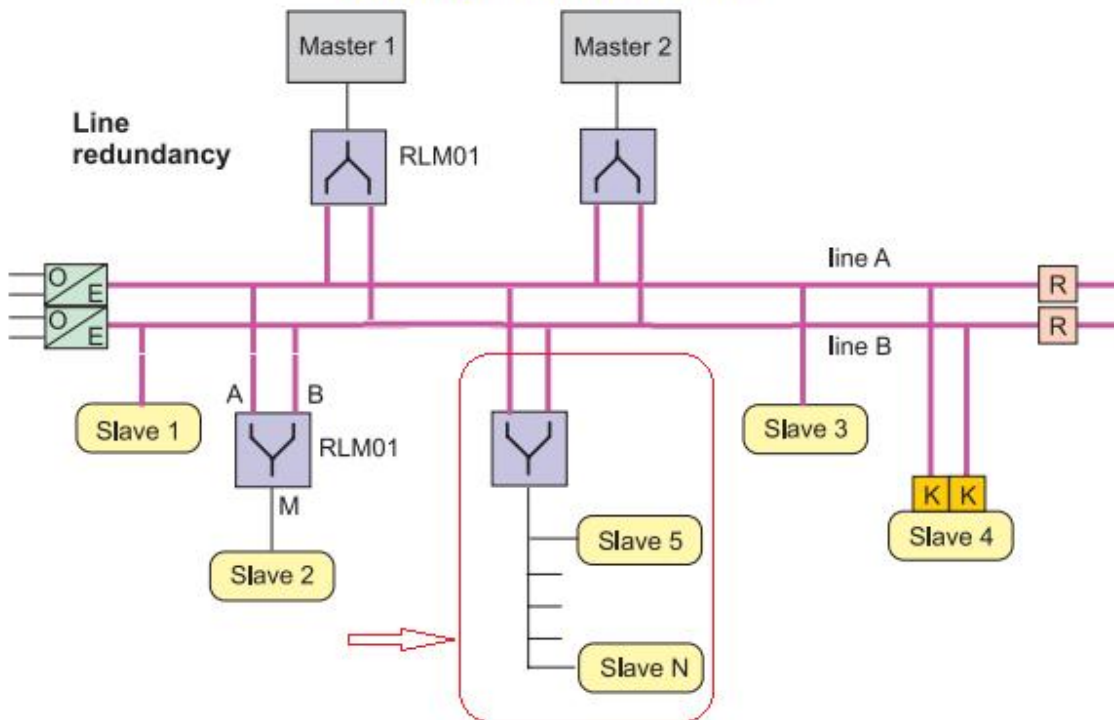 Master 1
Master 2
Line
redundancy
RLM01
line A
O
E
R
O
E
R
line B
A
B
Slave 1
RLM01
Slave 3
M
K
K
Slave 5
Slave 4
Slave 2
Slave N